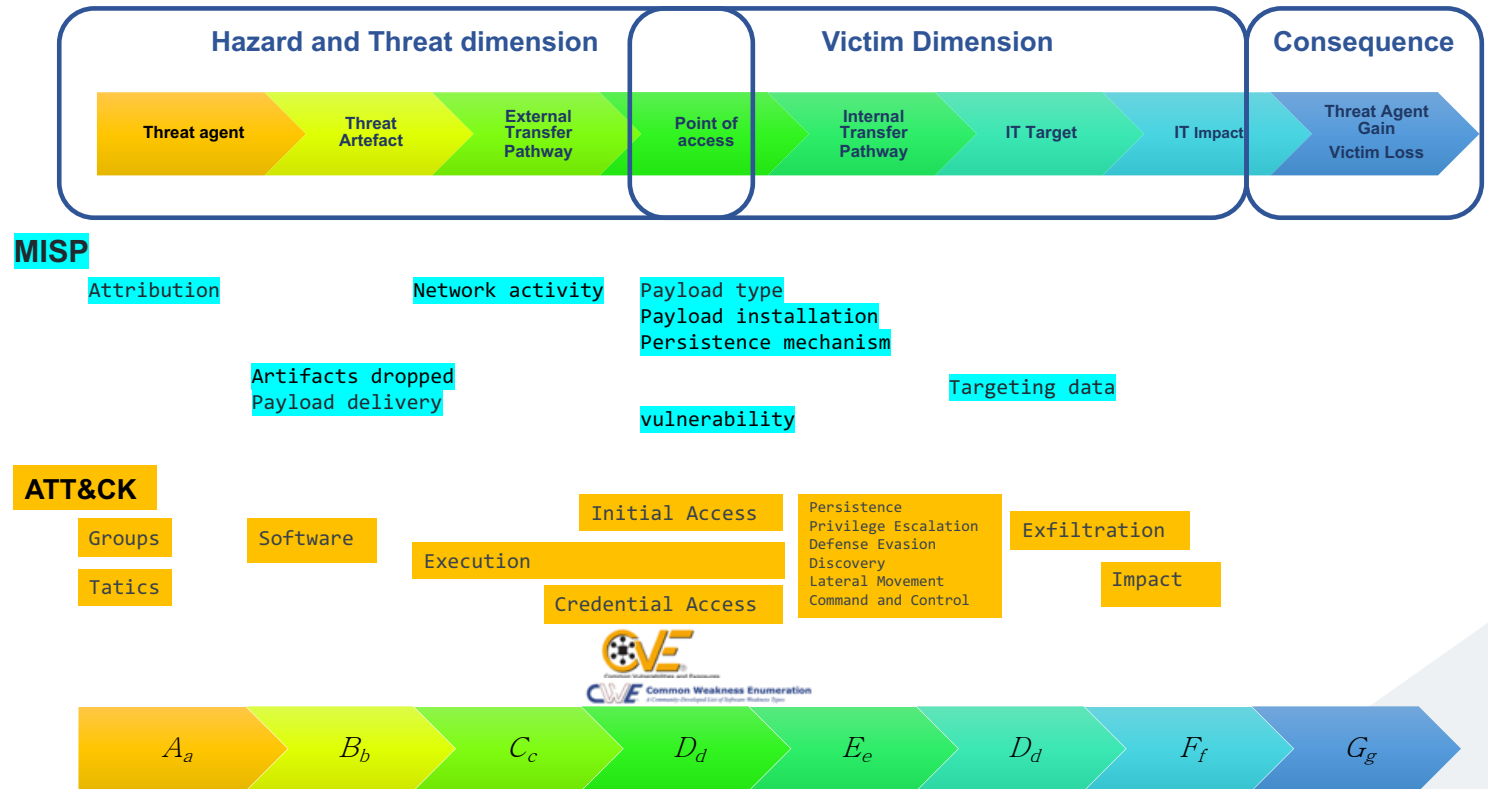 Hazard and Threat dimension
Victim Dimension
Consequence
Threat agent
Threat
Artefact
External
Transfer
Pathway
Point of
access
Internal
Transfer
Pathway
IT Target
IT Impact
Threat Agent
Gain
Victim Loss
MISP
Attribution
Network activity
Payload type
Payload installation
Persistence mechanism
Artifacts dropped
Payload delivery
Targeting data
vulnerability
ATT&CK
Groups
Tatics
Software
Initial Access
Execution
Credential Access
Persistence
Privilege Escalation
Defense Evasion
Discovery
Lateral Movement
Command and Control
Exfiltration
Impact
CVE
Common Vulnerabilities and Exposures
CWE Common Weakness Enumeration
A Community-Developed List of Software Weakness Types
A_a
B_b
C_c
D_d
E_e
D_d
F_f
G_g